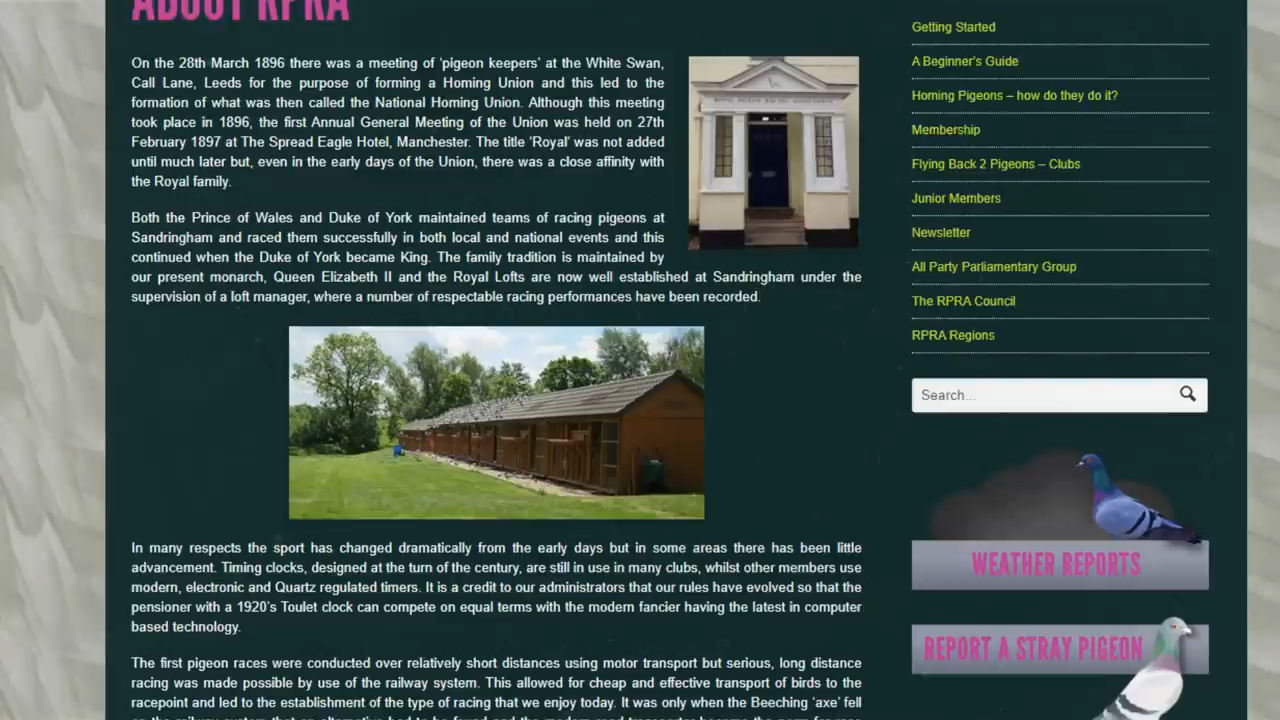 ABOUT RPRA
On the 28th March 1896 there was a meeting of ‘pigeon keepers’ at the White Swan,
Call Lane, Leeds for the purpose of forming a Homing Union and this led to the
formation of what was then called the National Homing Union. Although this meeting
took place in 1896, the first Annual General Meeting of the Union was held on 27th
February 1897 at The Spread Eagle Hotel, Manchester. The title ‘Royal’ was not added
until much later but, even in the early days of the Union, there was a close affinity with
the Royal family.
Both the Prince of Wales and Duke of York maintained teams of racing pigeons at
Sandringham and raced them successfully in both local and national events and this
continued when the Duke of York became King. The family tradition is maintained by
our present monarch, Queen Elizabeth II and the Royal Lofts are now well established at Sandringham under the
supervision of a loft manager, where a number of respectable racing performances have been recorded.
In many respects the sport has changed dramatically from the early days but in some areas there has been little
advancement. Timing clocks, designed at the turn of the century, are still in use in many clubs, whilst other members use
modern, electronic and Quartz regulated timers. It is a credit to our administrators that our rules have evolved so that the
pensioner with a 1920’s Toulet clock can compete on equal terms with the modern fancier having the latest in computer
based technology.
The first pigeon races were conducted over relatively short distances using motor transport but serious, long distance
racing was made possible by use of the railway system. This allowed for cheap and effective transport of birds to the
racepoint and led to the establishment of the type of racing that we enjoy today. It was only when the Beeching ‘axe’ fell
ROYAL PIGEON RACING ASSOCIATION
Getting Started
A Beginner’s Guide
Homing Pigeons – how do they do it?
Membership
Flying Back 2 Pigeons – Clubs
Junior Members
Newsletter
All Party Parliamentary Group
The RPRA Council
RPRA Regions
Search...
WEATHER REPORTS
REPORT A STRAY PIGEON